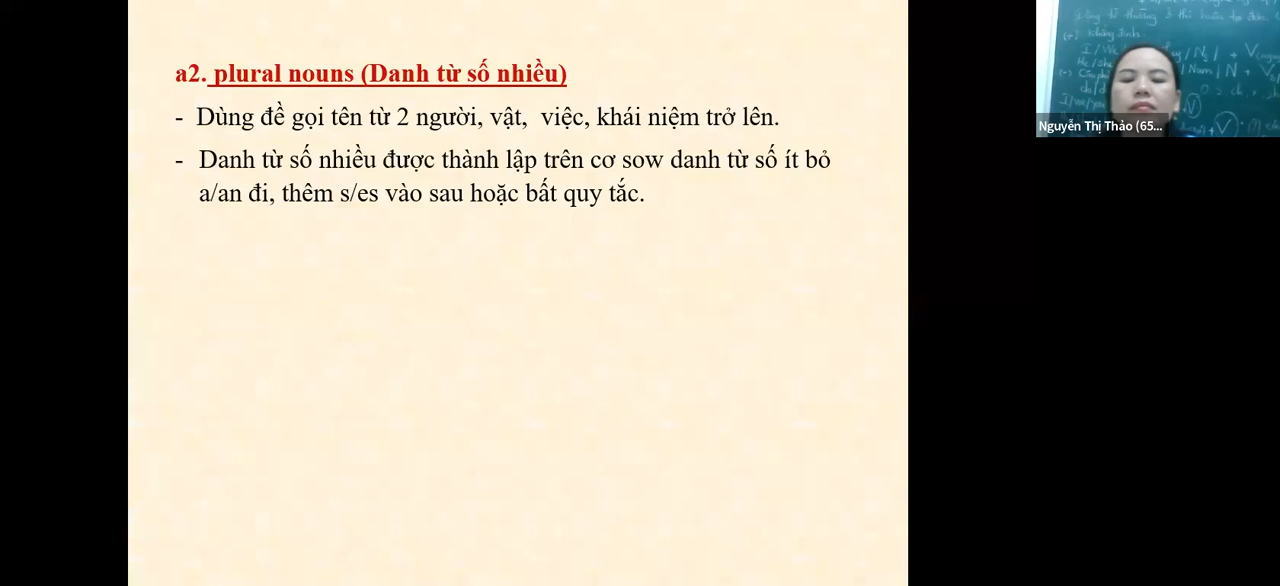 a2. plural nouns (Danh từ số nhiều)
- Dùng đề gọi tên từ 2 người, vật, việc, khái niệm trở lên.
- Danh từ số nhiều được thành lập trên cơ sow danh từ số ít bỏ
a/an đi, thêm s/es vào sau hoặc bất quy tắc.
Nguyễn Thị Thảo (65...